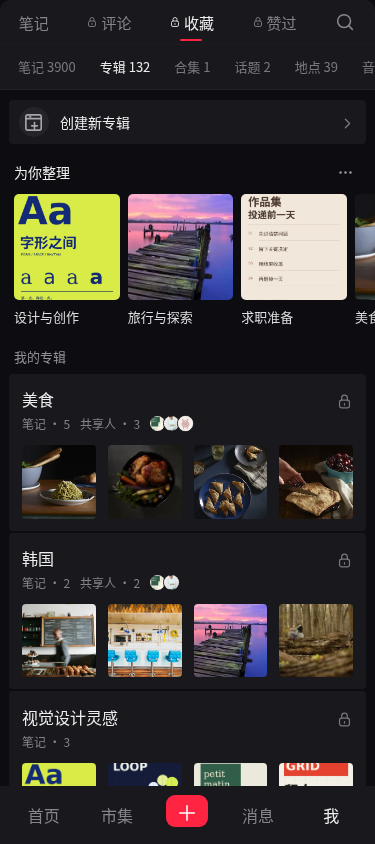 笔记 评论 收藏 赞过
笔记 3900 专辑 132 合集 1 话题 2 地点 39 音
创建新专辑
为你整理
Aa
字形之间
a a a a
作品集
投递前一天
设计与创作 旅行与探索 求职准备 美食
我的专辑
美食
笔记 · 5 共享人 · 3
韩国
笔记 · 2 共享人 · 2
视觉设计灵感
笔记 · 3
Aa
LOOP
petit
matin
GRID
首页 市集 消息 我